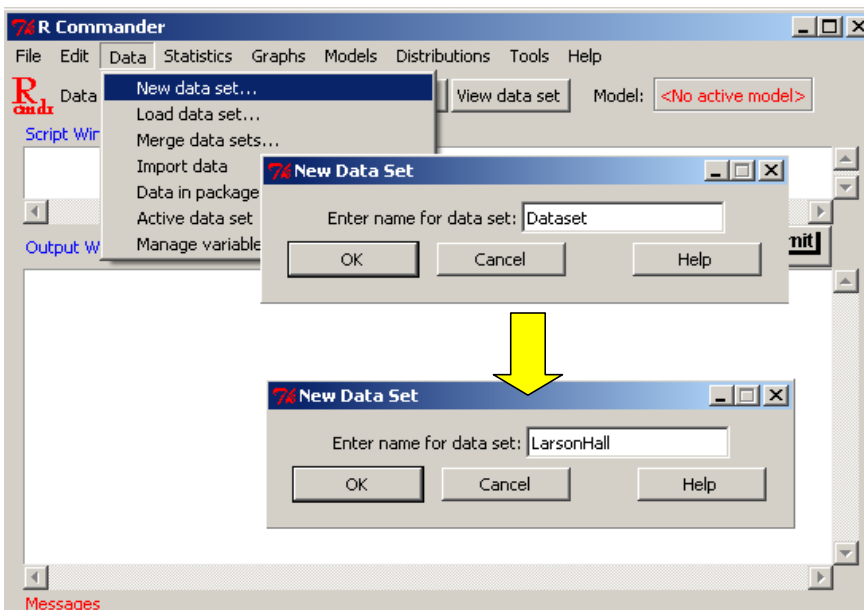 R Commander
File Edit Data Statistics Graphs Models Distributions Tools Help
R cmdr Data View data set Model: <No active model>
New data set...
Load data set...
Merge data sets...
Import data
Data in package
Active data set
Manage variable
Script Wir
Output W
mit
New Data Set
Enter name for data set: Dataset
OK Cancel Help
New Data Set
Enter name for data set: LarsonHall
OK Cancel Help
Messages